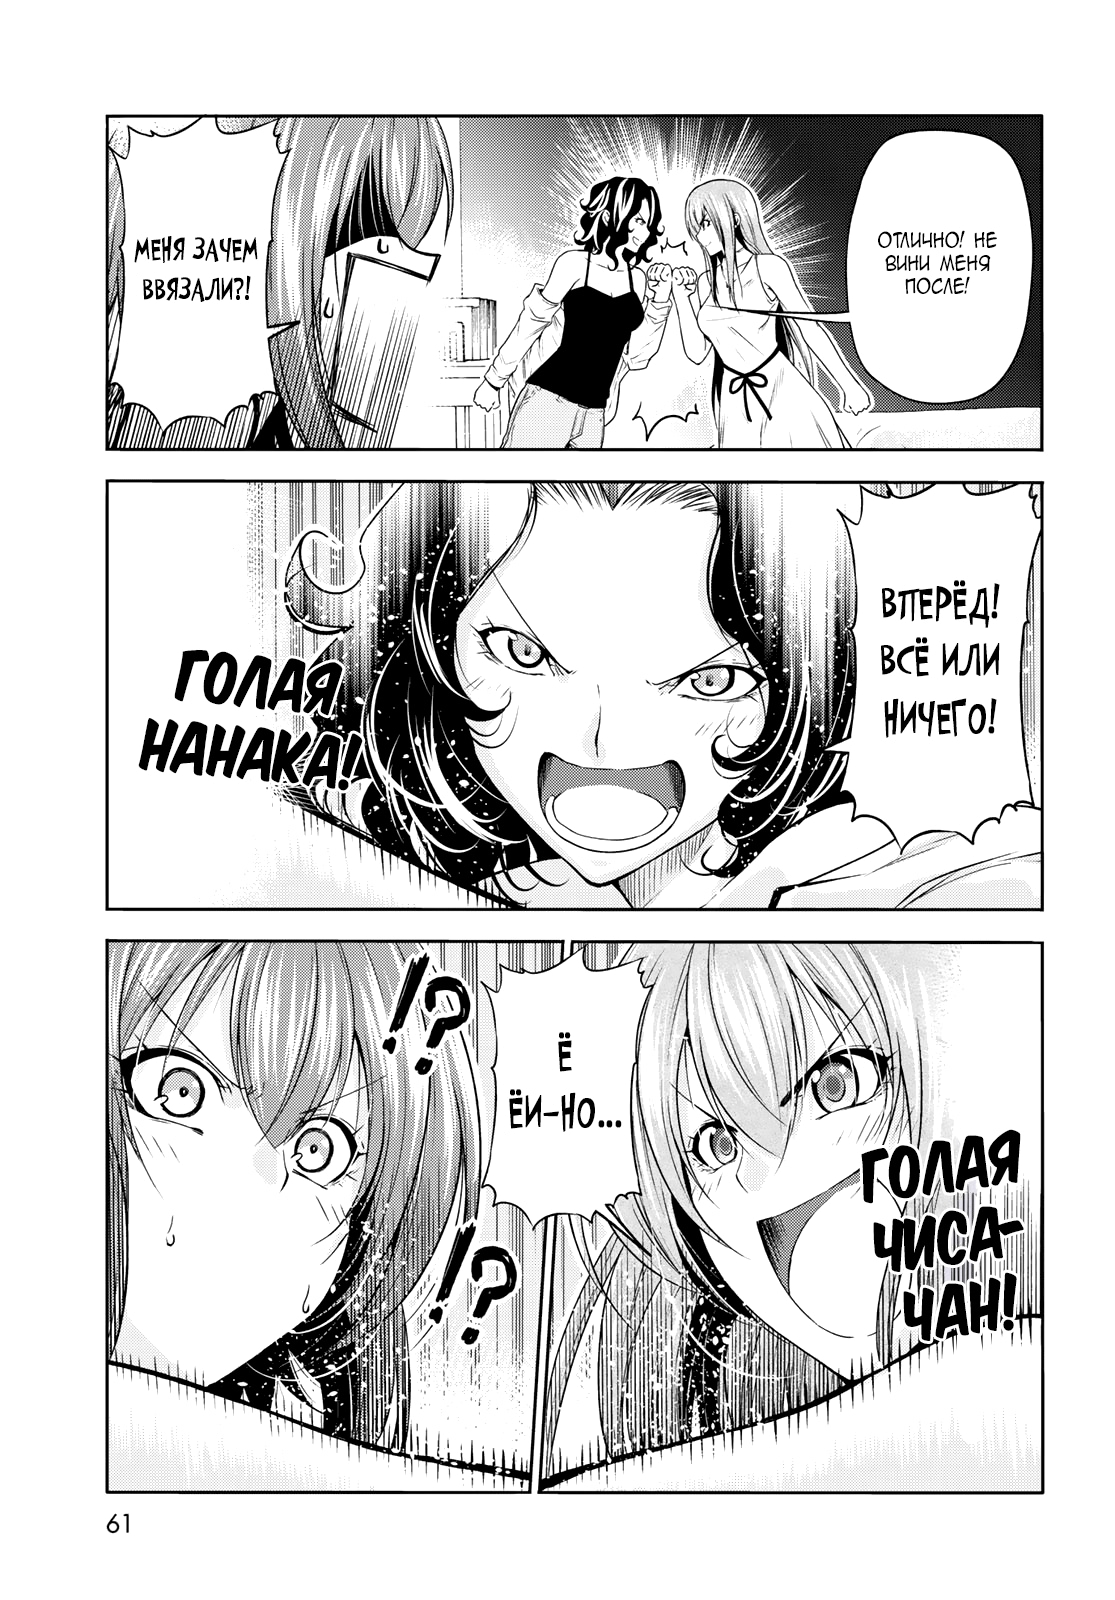 ОТЛИЧНО! НЕ
ВИНИ МЕНЯ
ПОСЛЕ!
МЕНЯ ЗАЧЕМ
ВВЯЗАЛИ?!
ВПЕРЁД!
ВСЁ ИЛИ
НИЧЕГО!
ГОЛАЯ
НАНАКА!
ГОЛАЯ
ЧИСА-
ЧАН!
Ё
ЁИ-НО...
!?
!?
61